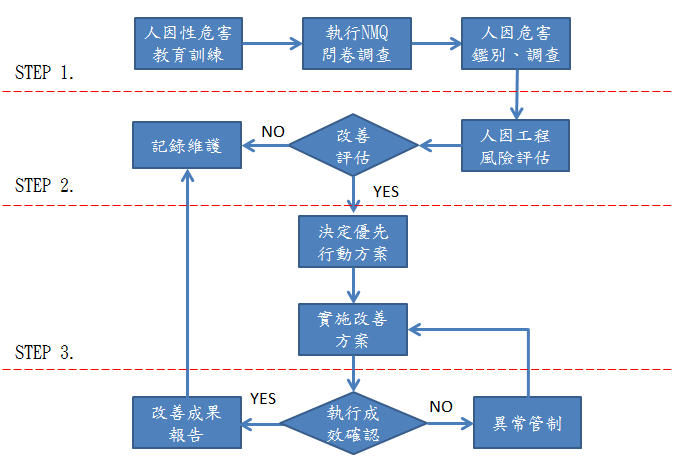 人因性危害
教育訓練
執行NMQ
問卷調查
人因危害
鑑別、調查
STEP 1.
記錄維護
NO
改善
評估
人因工程
風險評估
STEP 2.
YES
決定優先
行動方案
實施改善
方案
STEP 3.
改善成果
報告
YES
執行成
效確認
NO
異常管制